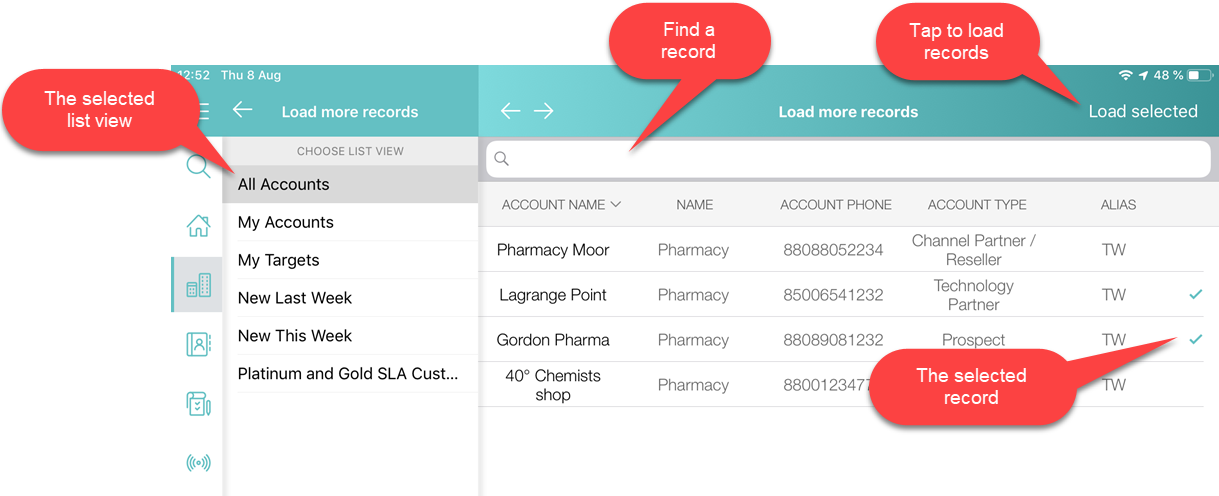 Find a
record
Tap to load
records
The selected
list view
12:52 Thu 8 Aug
48 %
Load more records
Load more records
Load selected
CHOOSE LIST VIEW
All Accounts
My Accounts
My Targets
New Last Week
New This Week
Platinum and Gold SLA Cust...
ACCOUNT NAME NAME ACCOUNT PHONE ACCOUNT TYPE ALIAS
Pharmacy Moor Pharmacy 88088052234 Channel Partner / TW
Reseller
Lagrange Point Pharmacy 85006541232 Technology TW
Partner
Gordon Pharma Pharmacy 88089081232 Prospect TW
40° Chemists Pharmacy 8800123477 TW
shop
The selected
record